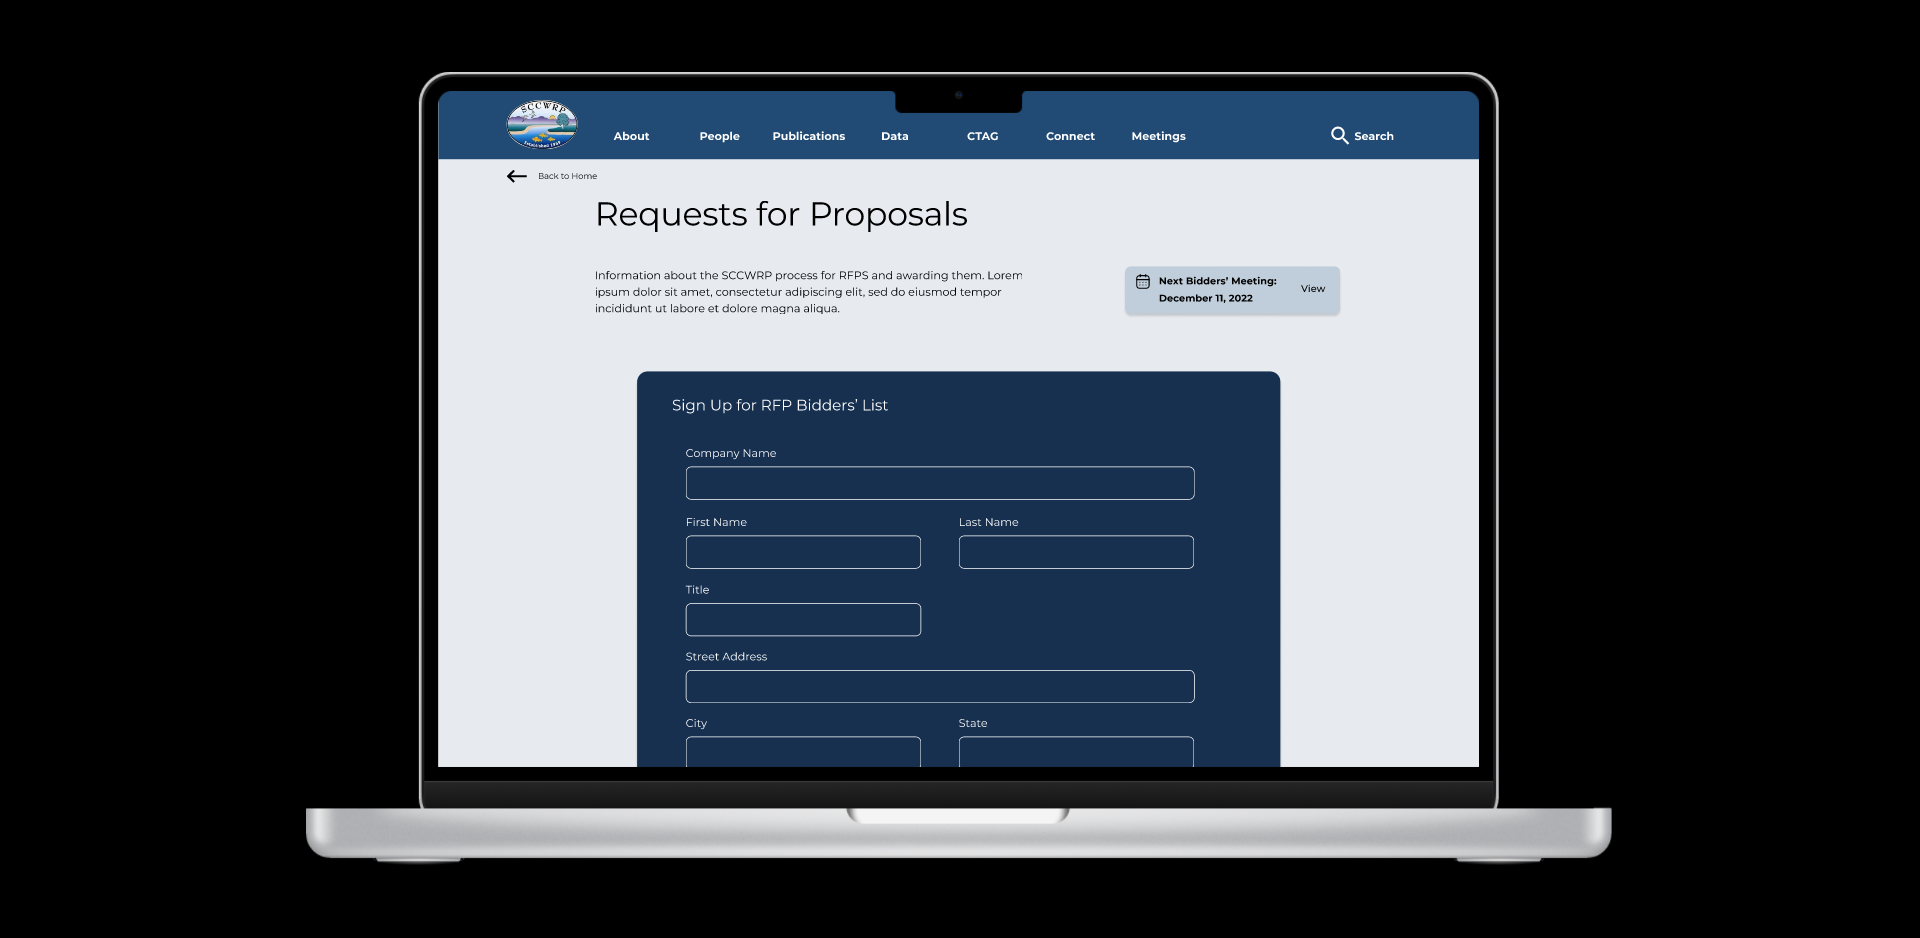 SCCWRP
Established 1969
About People Publications Data CTAG Connect Meetings Search
Back to Home
Requests for Proposals
Information about the SCCWRP process for RFPS and awarding them. Lorem
ipsum dolor sit amet, consectetur adipiscing elit, sed do eiusmod tempor
incididunt ut labore et dolore magna aliqua.
Next Bidders’ Meeting:
December 11, 2022
View
Sign Up for RFP Bidders’ List
Company Name
First Name Last Name
Title
Street Address
City State